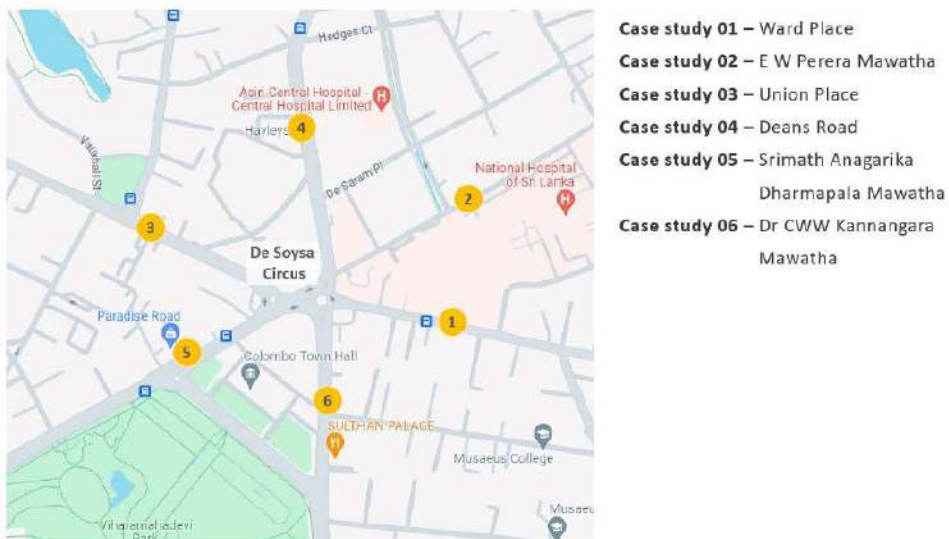 Hedges Ct
Asiri Central Hospital -
Central Hospital Limited
Hayleys
4
Vauxhall St
De Saram Pl
National Hospital
of Sri Lanka
H
H
2
3
De Soysa
Circus
Paradise Road
1
5
Colombo Town Hall
6
SULTHAN PALACE
Musaeus College
Musaeu
Viharamahadevi
Park
Case study 01 – Ward Place
Case study 02 – E W Perera Mawatha
Case study 03 – Union Place
Case study 04 – Deans Road
Case study 05 – Srimath Anagarika
Dharmapala Mawatha
Case study 06 – Dr CWW Kannangara
Mawatha